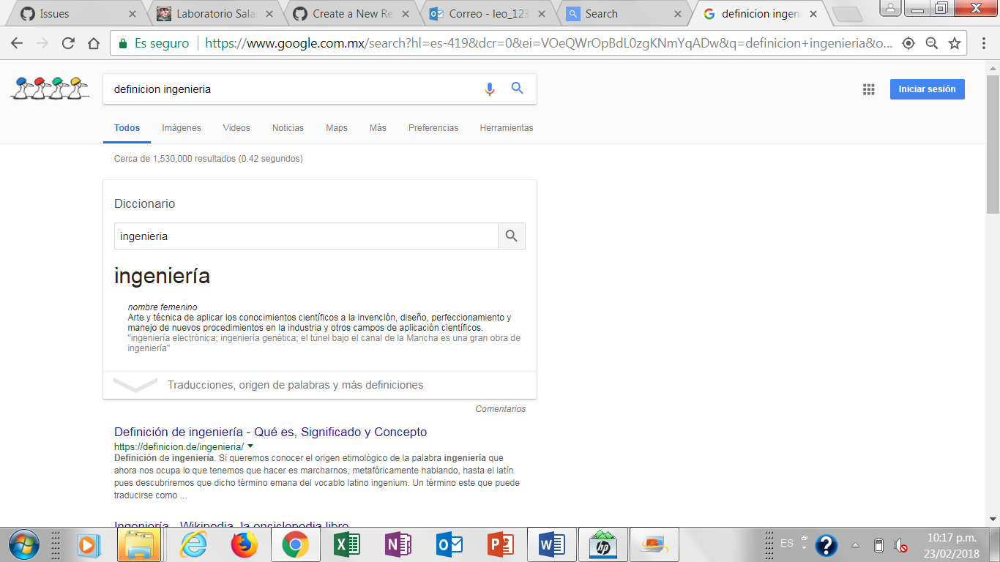 Issues
Laboratorio Sala
Create a New Re
Correo - leo_123
Search
definicion ingeni
Es seguro
https://www.google.com.mx/search?hl=es-419&dcr=0&ei=VOeQWrOpBdL0zgKNmYqADw&q=definicion+ingenieria&o...
definicion ingenieria
Iniciar sesión
Todos Imágenes Videos Noticias Maps Más Preferencias Herramientas
Cerca de 1,530,000 resultados (0.42 segundos)
Diccionario
ingenieria
ingeniería
nombre femenino
Arte y técnica de aplicar los conocimientos científicos a la invención, diseño, perfeccionamiento y
manejo de nuevos procedimientos en la industria y otros campos de aplicación científicos.
"ingeniería electrónica; ingeniería genética; el túnel bajo el canal de la Mancha es una gran obra de
ingeniería"
Traducciones, origen de palabras y más definiciones
Comentarios
Definición de ingeniería - Qué es, Significado y Concepto
https://definicion.de/ingenieria/
Definición de ingeniería. Si queremos conocer el origen etimológico de la palabra ingeniería que
ahora nos ocupa lo que tenemos que hacer es marcharnos, metafóricamente hablando, hasta el latín
pues descubriremos que dicho término emana del vocablo latino ingenium. Un término este que puede
traducirse como ...
Ingeniería - Wikipedia, la enciclopedia libre
ES
10:17 p.m.
23/02/2018